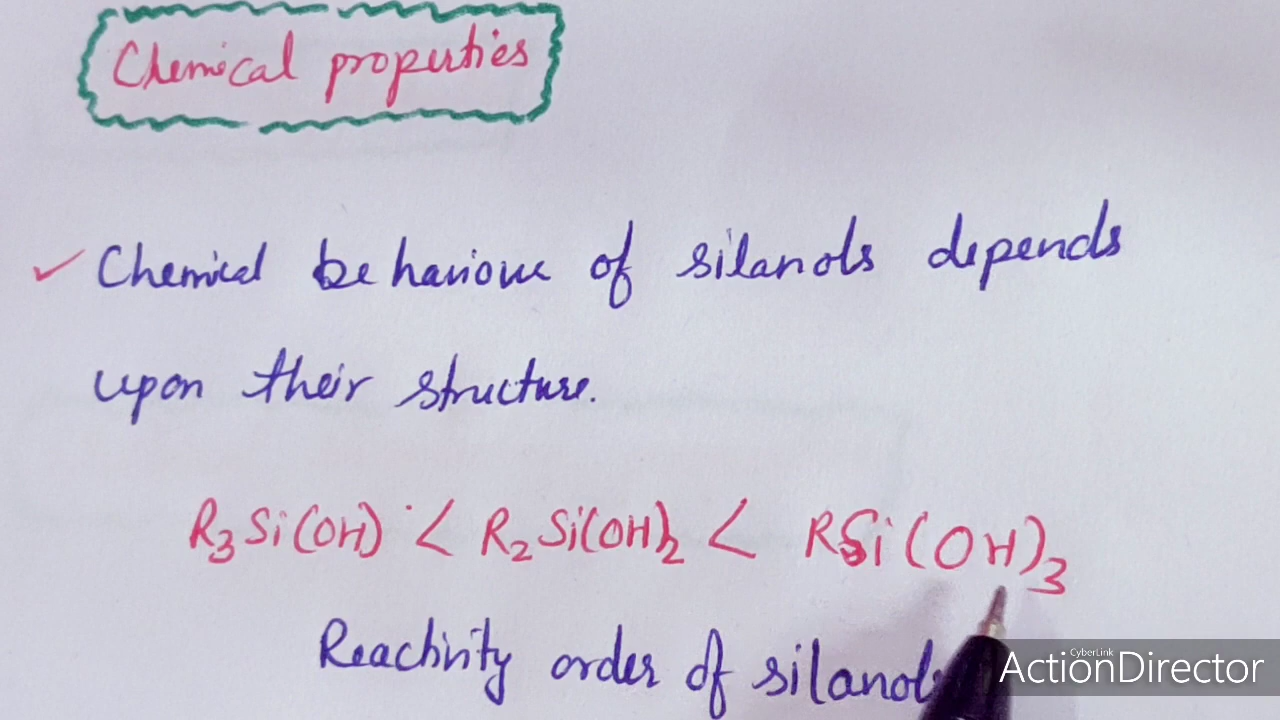 Chemical properties
✓ Chemical behaviour of silanols depends
upon their structure.
R₃Si(OH) < R₂Si(OH)₂ < RSi(OH)₃
Reactivity order of silanol
CyberLink
ActionDirector